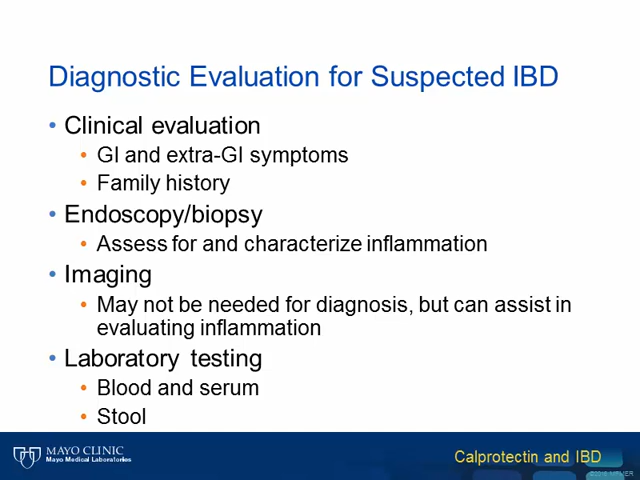 Diagnostic Evaluation for Suspected IBD
• Clinical evaluation
• GI and extra-GI symptoms
• Family history
• Endoscopy/biopsy
• Assess for and characterize inflammation
• Imaging
• May not be needed for diagnosis, but can assist in
evaluating inflammation
• Laboratory testing
• Blood and serum
• Stool
MAYO CLINIC
Mayo Medical Laboratories
Calprotectin and IBD